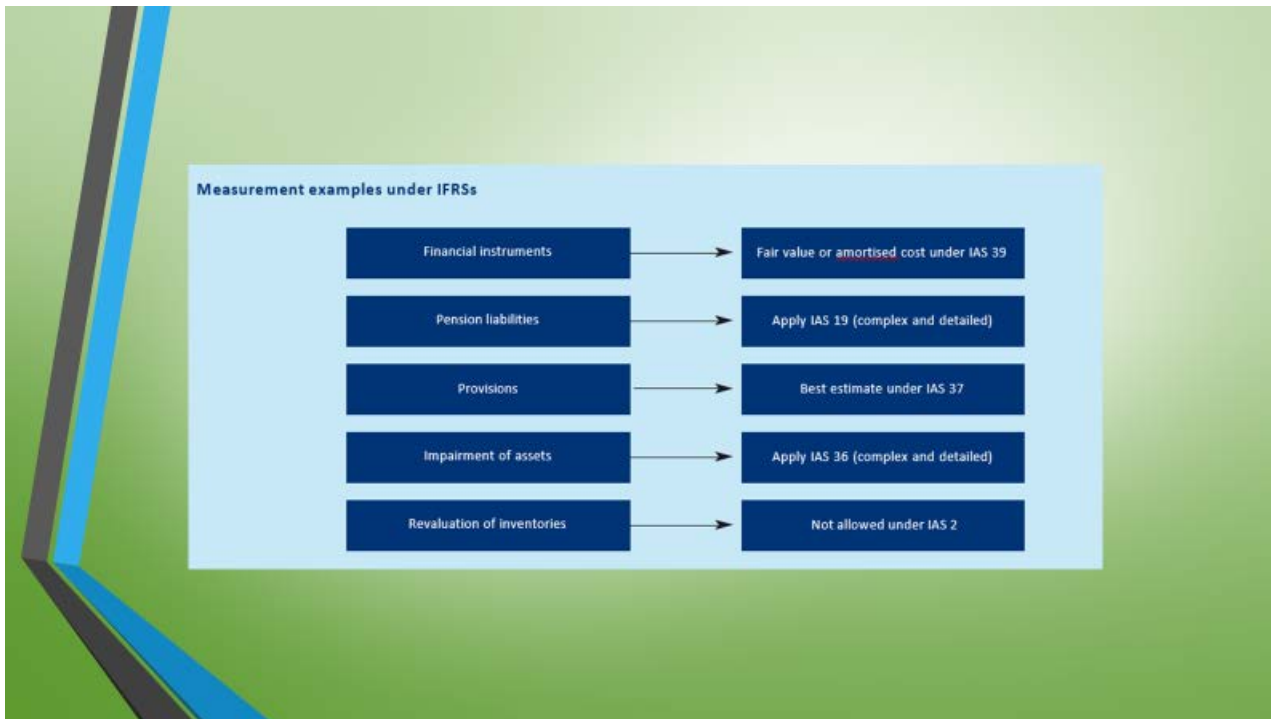 Measurement examples under IFRSs
Financial instruments
Fair value or amortised cost under IAS 39
Pension liabilities
Apply IAS 19 (complex and detailed)
Provisions
Best estimate under IAS 37
Impairment of assets
Apply IAS 36 (complex and detailed)
Revaluation of inventories
Not allowed under IAS 2